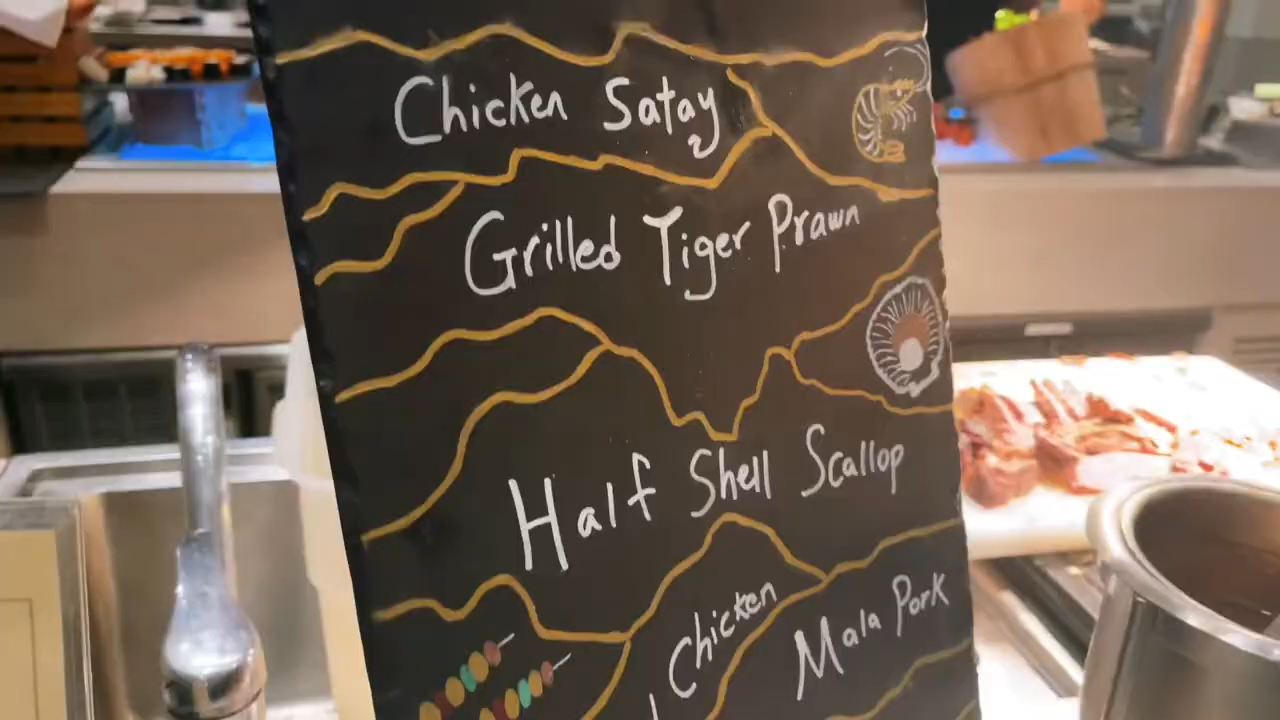 Chicken Satay
Grilled Tiger Prawn
Half Shell Scallop
Chicken
Mala Pork